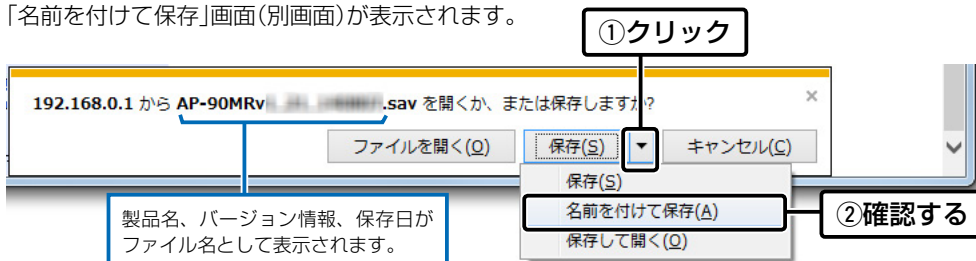 「名前を付けて保存」画面(別画面)が表示されます。
①クリック
192.168.0.1 から AP-90MRv .sav を開くか、または保存しますか?
ファイルを開く(O)
保存(S)
キャンセル(C)
保存(S)
名前を付けて保存(A)
②確認する
保存して開く(O)
製品名、バージョン情報、保存日が
ファイル名として表示されます。